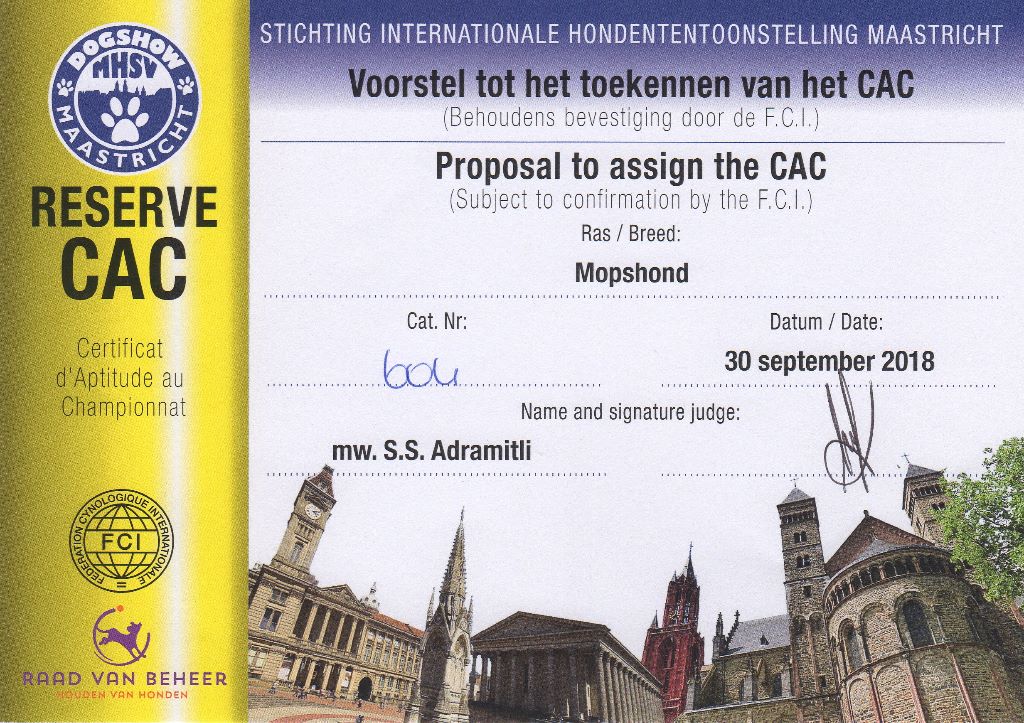 DOGSHOW
MHSV
MAASTRICHT
RESERVE
CAC
Certificat
d'Aptitude au
Championnat
FEDERATION CYNOLOGIQUE INTERNATIONALE
FCI
RAAD VAN BEHEER
HOUDEN VAN HONDEN
STICHTING INTERNATIONALE HONDENTENTOONSTELLING MAASTRICHT
Voorstel tot het toekennen van het CAC
(Behoudens bevestiging door de F.C.I.)
Proposal to assign the CAC
(Subject to confirmation by the F.C.I.)
Ras / Breed:
Mopshond
Cat. Nr: Datum / Date:
604 30 september 2018
Name and signature judge:
mw. S.S. Adramitli